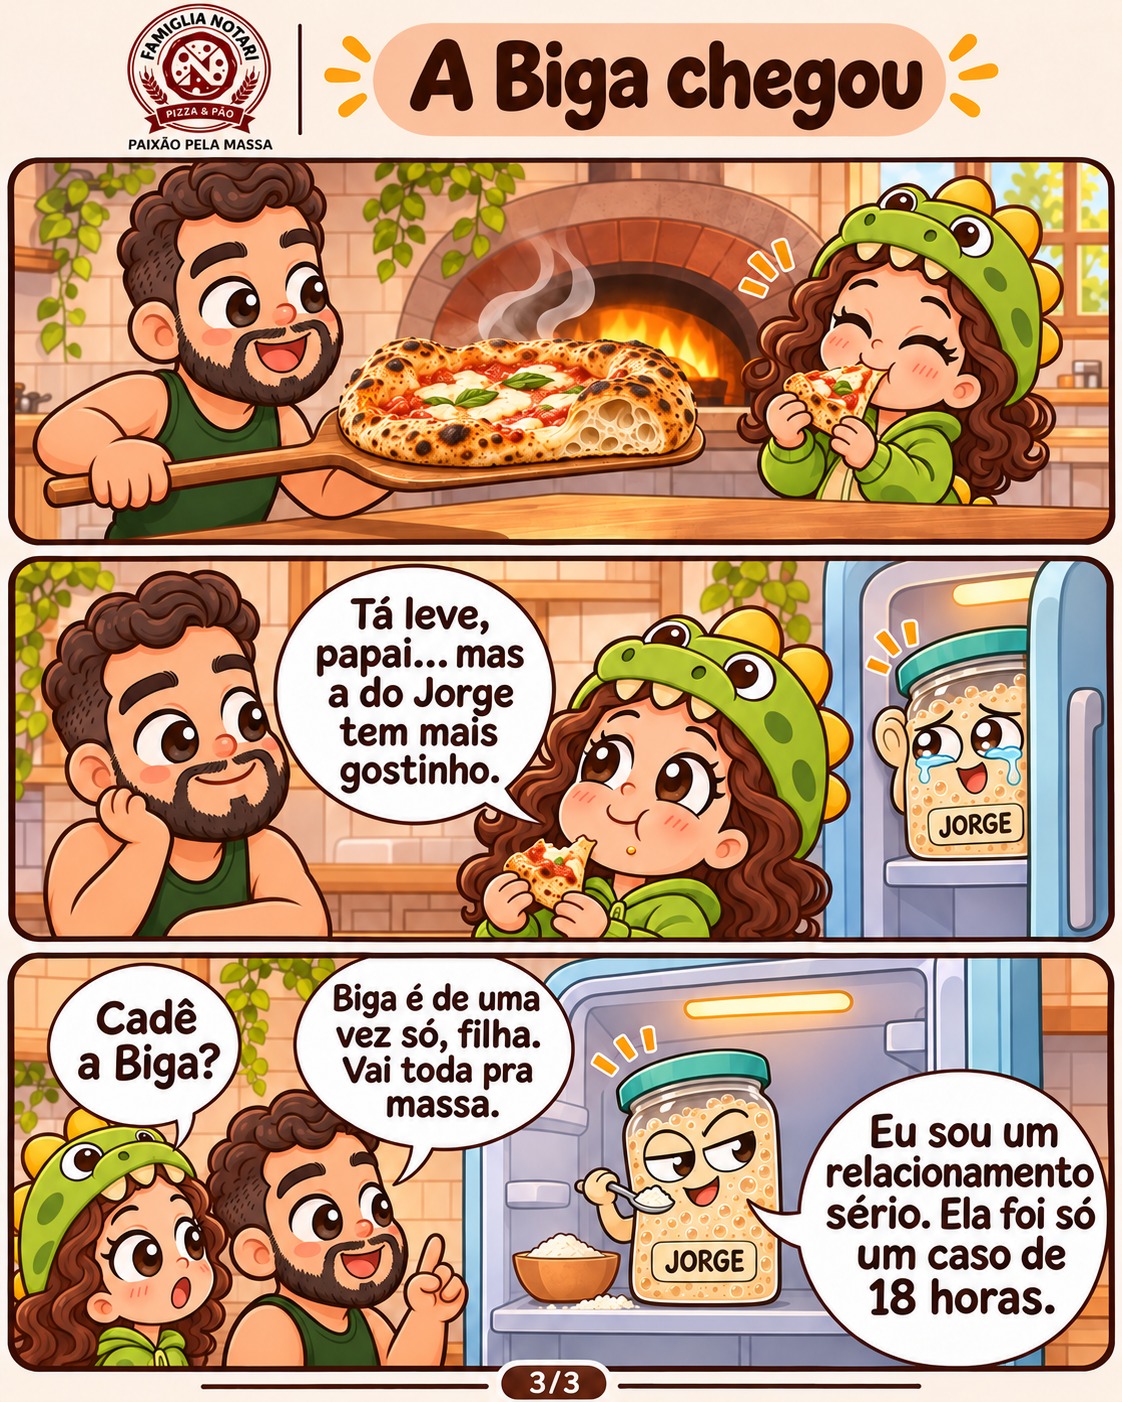 FAMIGLIA NOTARI
PIZZA & PÃO
PAIXÃO PELA MASSA
A Biga chegou
Tá leve,
papai... mas
a do Jorge
tem mais
gostinho.
JORGE
Cadê
a Biga?
Biga é de uma
vez só, filha.
Vai toda pra
massa.
JORGE
Eu sou um
relacionamento
sério. Ela foi só
um caso de
18 horas.
3/3